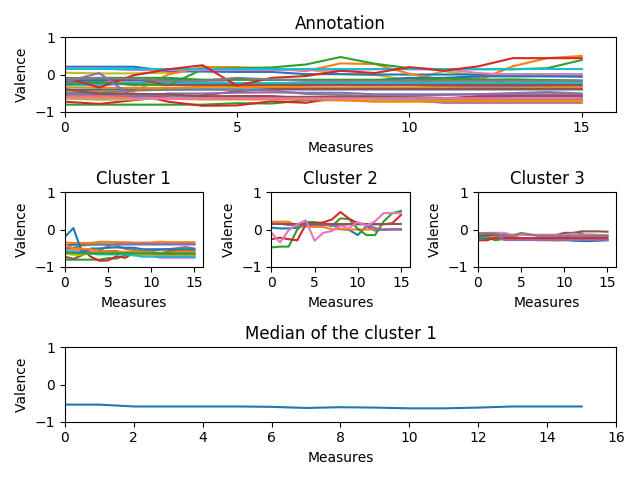 Annotation
Valence
1
0
−1
0 5 10 15
Measures
Cluster 1 Cluster 2 Cluster 3
Valence Valence Valence
1 1 1
0 0 0
−1 −1 −1
0 5 10 15 0 5 10 15 0 5 10 15
Measures Measures Measures
Median of the cluster 1
Valence
1
0
−1
0 2 4 6 8 10 12 14 16
Measures